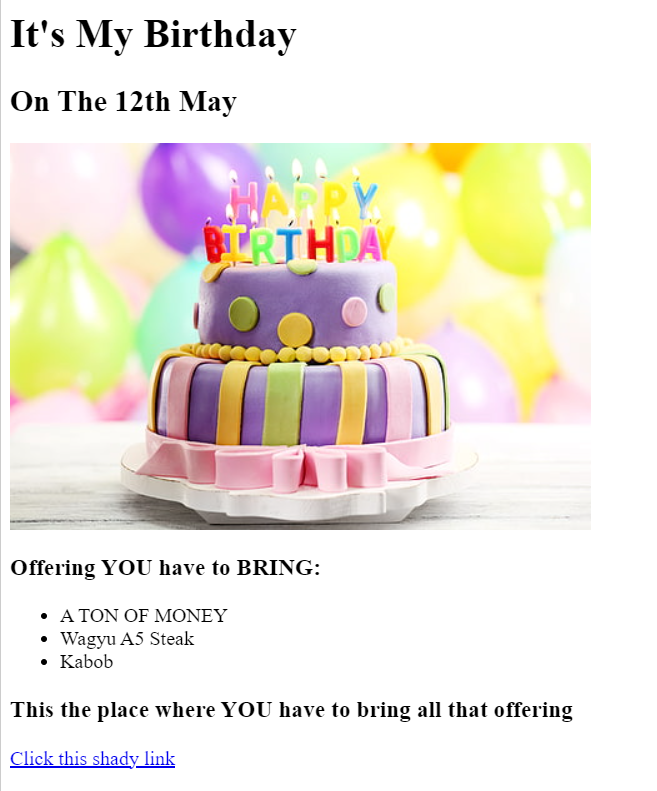 It's My Birthday
On The 12th May
HAPPY
BIRTHDAY
Offering YOU have to BRING:
A TON OF MONEY
Wagyu A5 Steak
Kabob
This the place where YOU have to bring all that offering
Click this shady link